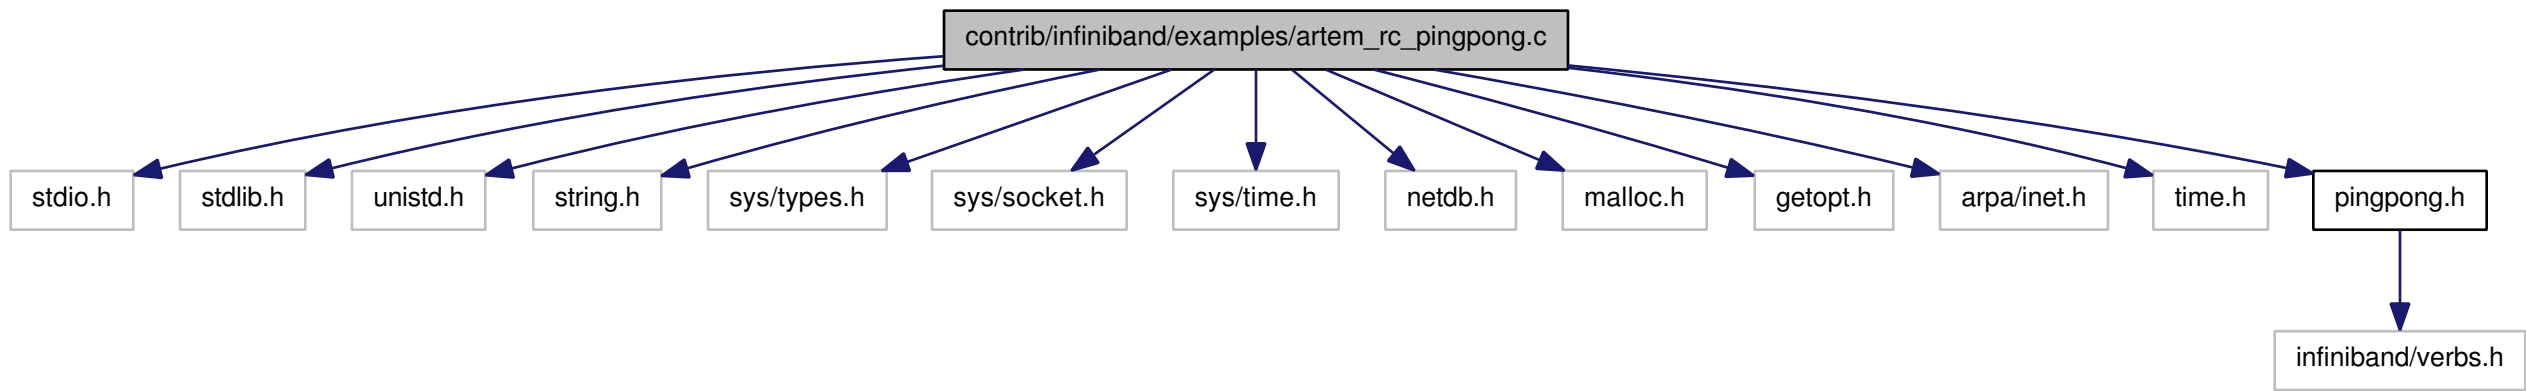 contrib/infiniband/examples/artem_rc_pingpong.c
stdio.h
stdlib.h
unistd.h
string.h
sys/types.h
sys/socket.h
sys/time.h
netdb.h
malloc.h
getopt.h
arpa/inet.h
time.h
pingpong.h
infiniband/verbs.h